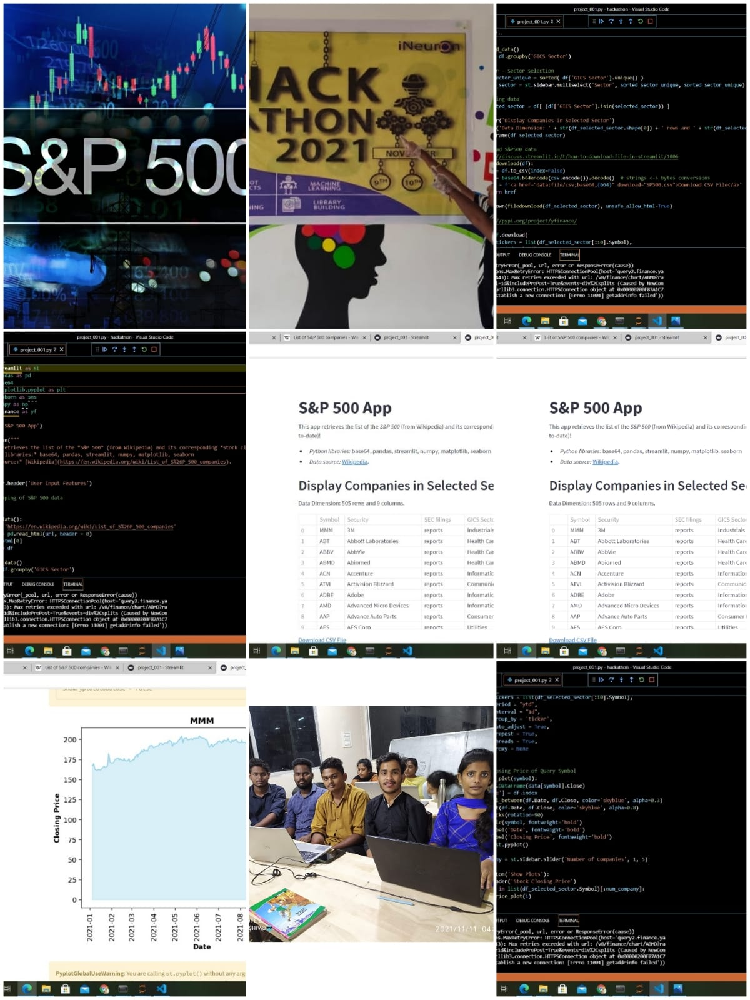 S&P 500
iNeuron
HACK
ATHON
2021
NOVEMBER
9TH 10TH
MACHINE
LEARNING
LIBRARY
BUILDING
project_001.py - hackathon - Visual Studio Code
project_001.py 2
_data()
df.groupby('GICS Sector')
- Sector selection
ector_unique = sorted( df['GICS Sector'].unique() )
_sector = st.sidebar.multiselect('Sector', sorted_sector_unique, sorted_sector_unique)
ing data
ted_sector = df[ (df['GICS Sector'].isin(selected_sector)) ]
r('Display Companies in Selected Sector')
('Data Dimension: ' + str(df_selected_sector.shape[0]) + ' rows and ' + str(df_selecte
rame(df_selected_sector)
ad S&P500 data
//discuss.streamlit.io/t/how-to-download-file-in-streamlit/1806
download(df):
= df.to_csv(index=False)
= base64.b64encode(csv.encode()).decode()  # strings <-> bytes conversions
= f'<a href="data:file/csv;base64,{b64}" download="SP500.csv">Download CSV File</a>'
rn href
own(filedownload(df_selected_sector), unsafe_allow_html=True)
//pypi.org/project/yfinance/
f.download(
tickers = list(df_selected_sector[:10].Symbol),
UTPUT DEBUG CONSOLE TERMINAL
tryError(_pool, url, error or ResponseError(cause))
ons.MaxRetryError: HTTPSConnectionPool(host='query2.finance.ya
443): Max retries exceeded with url: /v8/finance/chart/ABMD?ra
=1d&includePrePost=True&events=div%2Csplits (Caused by NewCon
urllib3.connection.HTTPSConnection object at 0x00000200F87A1C7
stablish a new connection: [Errno 11001] getaddrinfo failed'))
project_001.py - hackathon - Visual Studio Code
project_001.py 2
reamlit as st
das as pd
e64
plotlib.pyplot as plt
born as sns
py as np
nance as yf
S&P 500 App')
n("""
retrieves the list of the *S&P 500* (from Wikipedia) and its corresponding *stock cl
libraries:* base64, pandas, streamlit, numpy, matplotlib, seaborn
urce:* [Wikipedia](https://en.wikipedia.org/wiki/List_of_S%26P_500_companies).
.header('User Input Features')
ping of S&P 500 data
data():
'https://en.wikipedia.org/wiki/List_of_S%26P_500_companies'
pd.read_html(url, header = 0)
tml[0]
df
data()
f.groupby('GICS Sector')
TPUT DEBUG CONSOLE TERMINAL
yError(_pool, url, error or ResponseError(cause))
s.MaxRetryError: HTTPSConnectionPool(host='query2.finance.ya
3): Max retries exceeded with url: /v8/finance/chart/ABMD?ra
1d&includePrePost=True&events=div%2Csplits (Caused by NewCon
rllib3.connection.HTTPSConnection object at 0x00000200F87A1C7
ablish a new connection: [Errno 11001] getaddrinfo failed'))
List of S&P 500 companies - Wi project_001 · Streamlit project_0
S&P 500 App
This app retrieves the list of the S&P 500 (from Wikipedia) and its correspond
to-date)!
Python libraries: base64, pandas, streamlit, numpy, matplotlib, seaborn
Data source: Wikipedia.
Display Companies in Selected Se
Data Dimension: 505 rows and 9 columns.
Symbol Security SEC filings GICS Secto
0 MMM 3M reports Industrials
1 ABT Abbott Laboratories reports Health Car
2 ABBV AbbVie reports Health Car
3 ABMD Abiomed reports Health Car
4 ACN Accenture reports Informatic
5 ATVI Activision Blizzard reports Communic
6 ADBE Adobe reports Informatic
7 AMD Advanced Micro Devices reports Informatic
8 AAP Advance Auto Parts reports Consumer
9 AES AES Corp reports Utilities
Download CSV File
List of S&P 500 companies - Wi project_001 · Streamlit project_00
S&P 500 App
This app retrieves the list of the S&P 500 (from Wikipedia) and its correspondin
to-date)!
Python libraries: base64, pandas, streamlit, numpy, matplotlib, seaborn
Data source: Wikipedia.
Display Companies in Selected Se
Data Dimension: 505 rows and 9 columns.
Symbol Security SEC filings GICS Sector
0 MMM 3M reports Industrials
1 ABT Abbott Laboratories reports Health Care
2 ABBV AbbVie reports Health Care
3 ABMD Abiomed reports Health Care
4 ACN Accenture reports Informatio
5 ATVI Activision Blizzard reports Communica
6 ADBE Adobe reports Informatio
7 AMD Advanced Micro Devices reports Informatio
8 AAP Advance Auto Parts reports Consumer
9 AES AES Corp reports Utilities
Download CSV File
List of S&P 500 companies - Wi project_001 · Streamlit project_
MMM
200
175
150
125
100
75
50
25
0
Closing Price
2021-01 2021-02 2021-03 2021-04 2021-05 2021-06 2021-07 2021-08
Date
PyplotGlobalUseWarning: You are calling st.pyplot() without any argu
2021/11/11 04:
project_001.py - hackathon - Visual Studio Code
project_001.py 2
ickers = list(df_selected_sector[:10].Symbol),
eriod = "ytd",
nterval = "1d",
roup_by = 'ticker',
uto_adjust = True,
repost = True,
hreads = True,
roxy = None
osing Price of Query Symbol
_plot(symbol):
.DataFrame(data[symbol].Close)
e'] = df.index
l_between(df.Date, df.Close, color='skyblue', alpha=0.3)
t(df.Date, df.Close, color='skyblue', alpha=0.8)
ks(rotation=90)
le(symbol, fontweight='bold')
bel('Date', fontweight='bold')
bel('Closing Price', fontweight='bold')
st.pyplot()
ny = st.sidebar.slider('Number of Companies', 1, 5)
ton('Show Plots'):
ader('Stock Closing Price')
in list(df_selected_sector.Symbol)[:num_company]:
rice_plot(i)
TPUT DEBUG CONSOLE TERMINAL
ryError(_pool, url, error or ResponseError(cause))
ns.MaxRetryError: HTTPSConnectionPool(host='query2.finance.ya
43): Max retries exceeded with url: /v8/finance/chart/ABMD?ra
=1d&includePrePost=True&events=div%2Csplits (Caused by NewCon
rllib3.connection.HTTPSConnection object at 0x00000200F87A1C7
tablish a new connection: [Errno 11001] getaddrinfo failed'))